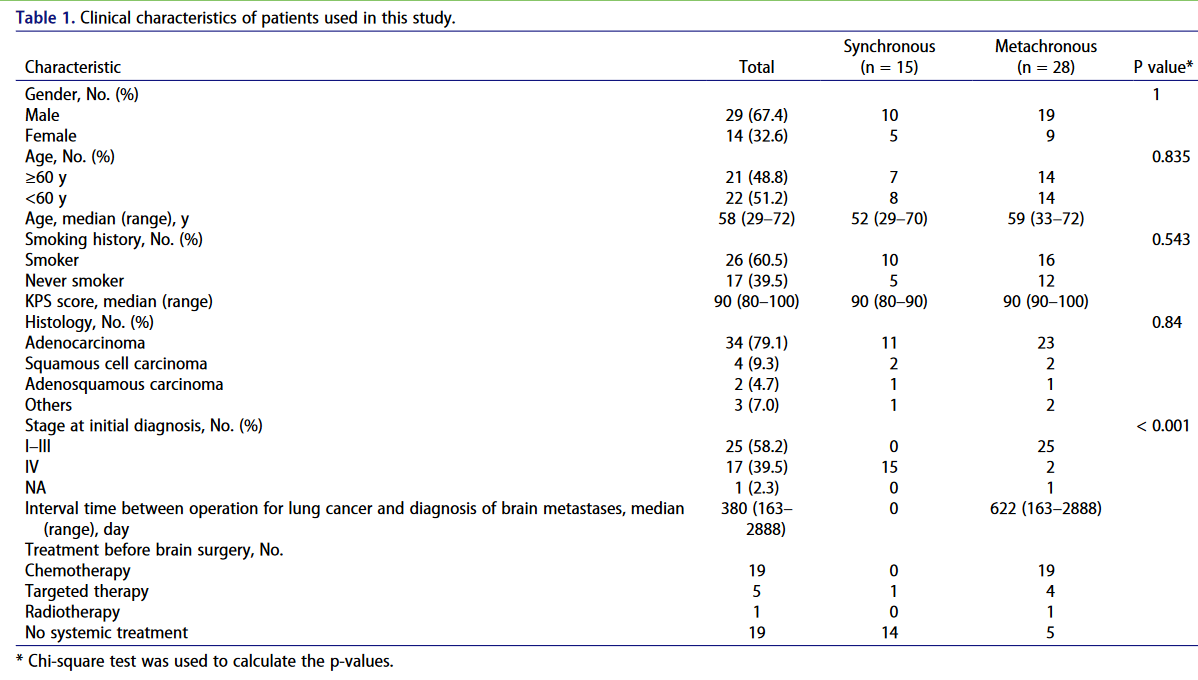 Table 1. Clinical characteristics of patients used in this study.
Characteristic Total Synchronous (n = 15) Metachronous (n = 28) P value*
Gender, No. (%) 1
Male 29 (67.4) 10 19
Female 14 (32.6) 5 9
Age, No. (%) 0.835
≥60 y 21 (48.8) 7 14
<60 y 22 (51.2) 8 14
Age, median (range), y 58 (29–72) 52 (29–70) 59 (33–72)
Smoking history, No. (%) 0.543
Smoker 26 (60.5) 10 16
Never smoker 17 (39.5) 5 12
KPS score, median (range) 90 (80–100) 90 (80–90) 90 (90–100)
Histology, No. (%) 0.84
Adenocarcinoma 34 (79.1) 11 23
Squamous cell carcinoma 4 (9.3) 2 2
Adenosquamous carcinoma 2 (4.7) 1 1
Others 3 (7.0) 1 2
Stage at initial diagnosis, No. (%) < 0.001
I–III 25 (58.2) 0 25
IV 17 (39.5) 15 2
NA 1 (2.3) 0 1
Interval time between operation for lung cancer and diagnosis of brain metastases, median 380 (163– 0 622 (163–2888)
(range), day 2888)
Treatment before brain surgery, No.
Chemotherapy 19 0 19
Targeted therapy 5 1 4
Radiotherapy 1 0 1
No systemic treatment 19 14 5
* Chi-square test was used to calculate the p-values.